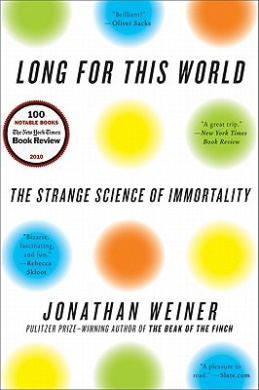 "Brilliant!"
—Oliver Sacks
LONG FOR THIS WORLD
100
NOTABLE BOOKS
The New York Times
Book Review
2010
"A great trip."
—New York Times
Book Review
THE STRANGE SCIENCE OF IMMORTALITY
"Bizarre,
fascinating,
and fun."
—Rebecca
Skloot
JONATHAN WEINER
PULITZER PRIZE–WINNING AUTHOR OF THE BEAK OF THE FINCH
"A pleasure to
read." —Slate.com